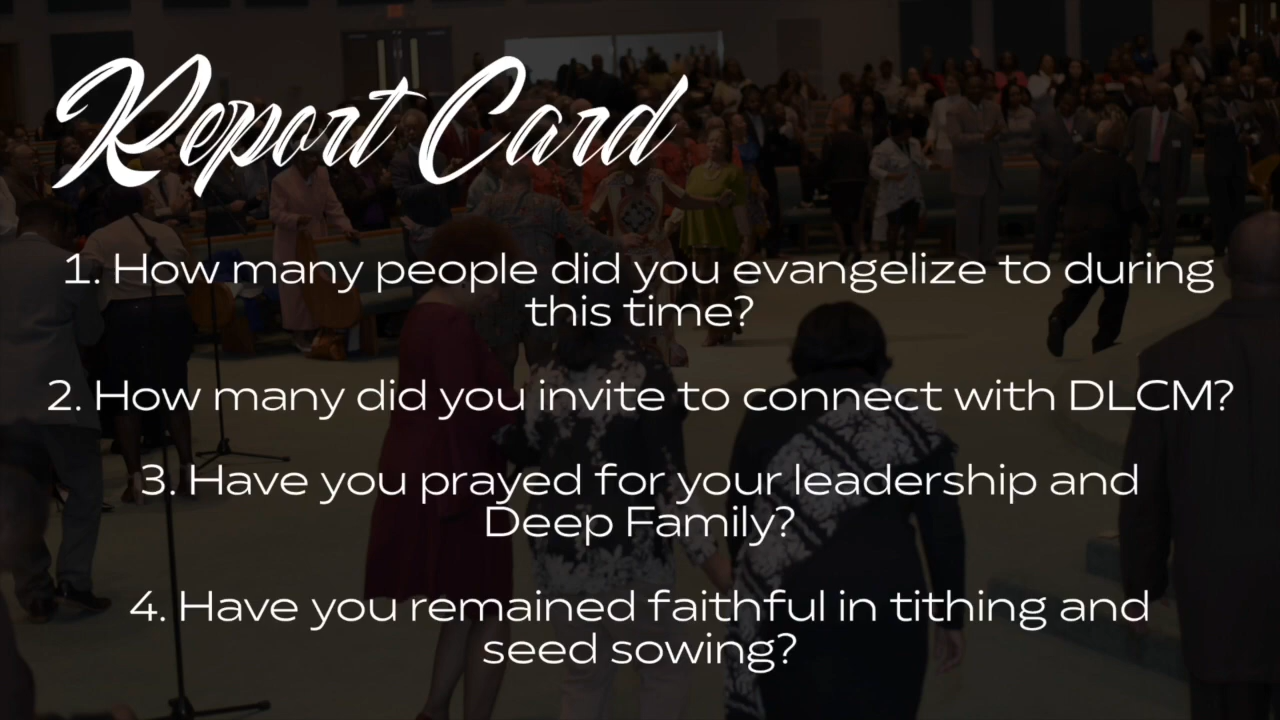 Report Card
1. How many people did you evangelize to during
this time?
2. How many did you invite to connect with DLCM?
3. Have you prayed for your leadership and
Deep Family?
4. Have you remained faithful in tithing and
seed sowing?